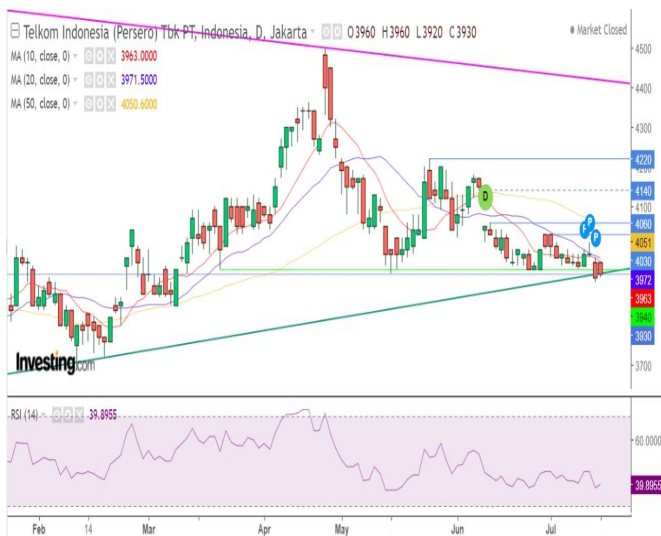 Telkom Indonesia (Persero) Tbk PT, Indonesia, D, Jakarta O3960 H3960 L3920 C3930
Market Closed
MA (10, close, 0) 3963.0000
MA (20, close, 0) 3971.5000
MA (50, close, 0) 4050.6000
4500
4400
4300
4220
4140
4100
4060
4051
4030
3972
3963
3940
3930
3700
D
P
P
P
Investing.com
RSI (14) 39.8955
60.0000
39.8955
Feb 14 Mar Apr May Jun Jul